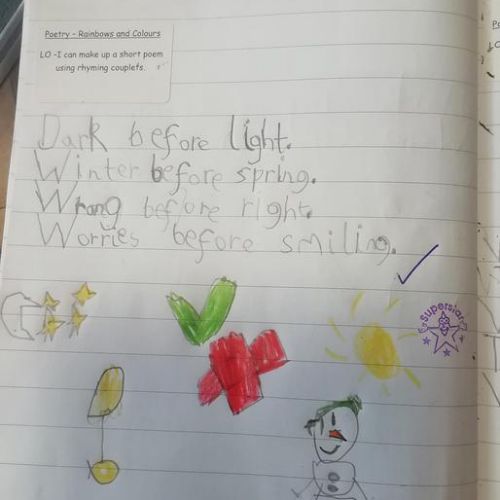 Poetry - Rainbows and Colours
LO -I can make up a short poem
using rhyming couplets.
Dark before light.
Winter before spring.
Wrong before right.
Worries before smiling.
Superstar